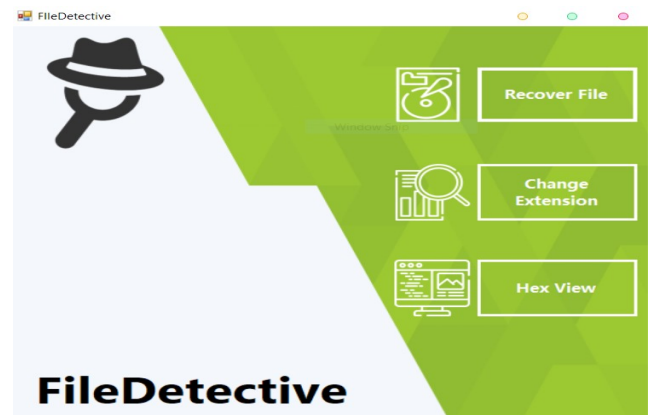 FIleDetective
Recover File
Change
Extension
Hex View
FileDetective